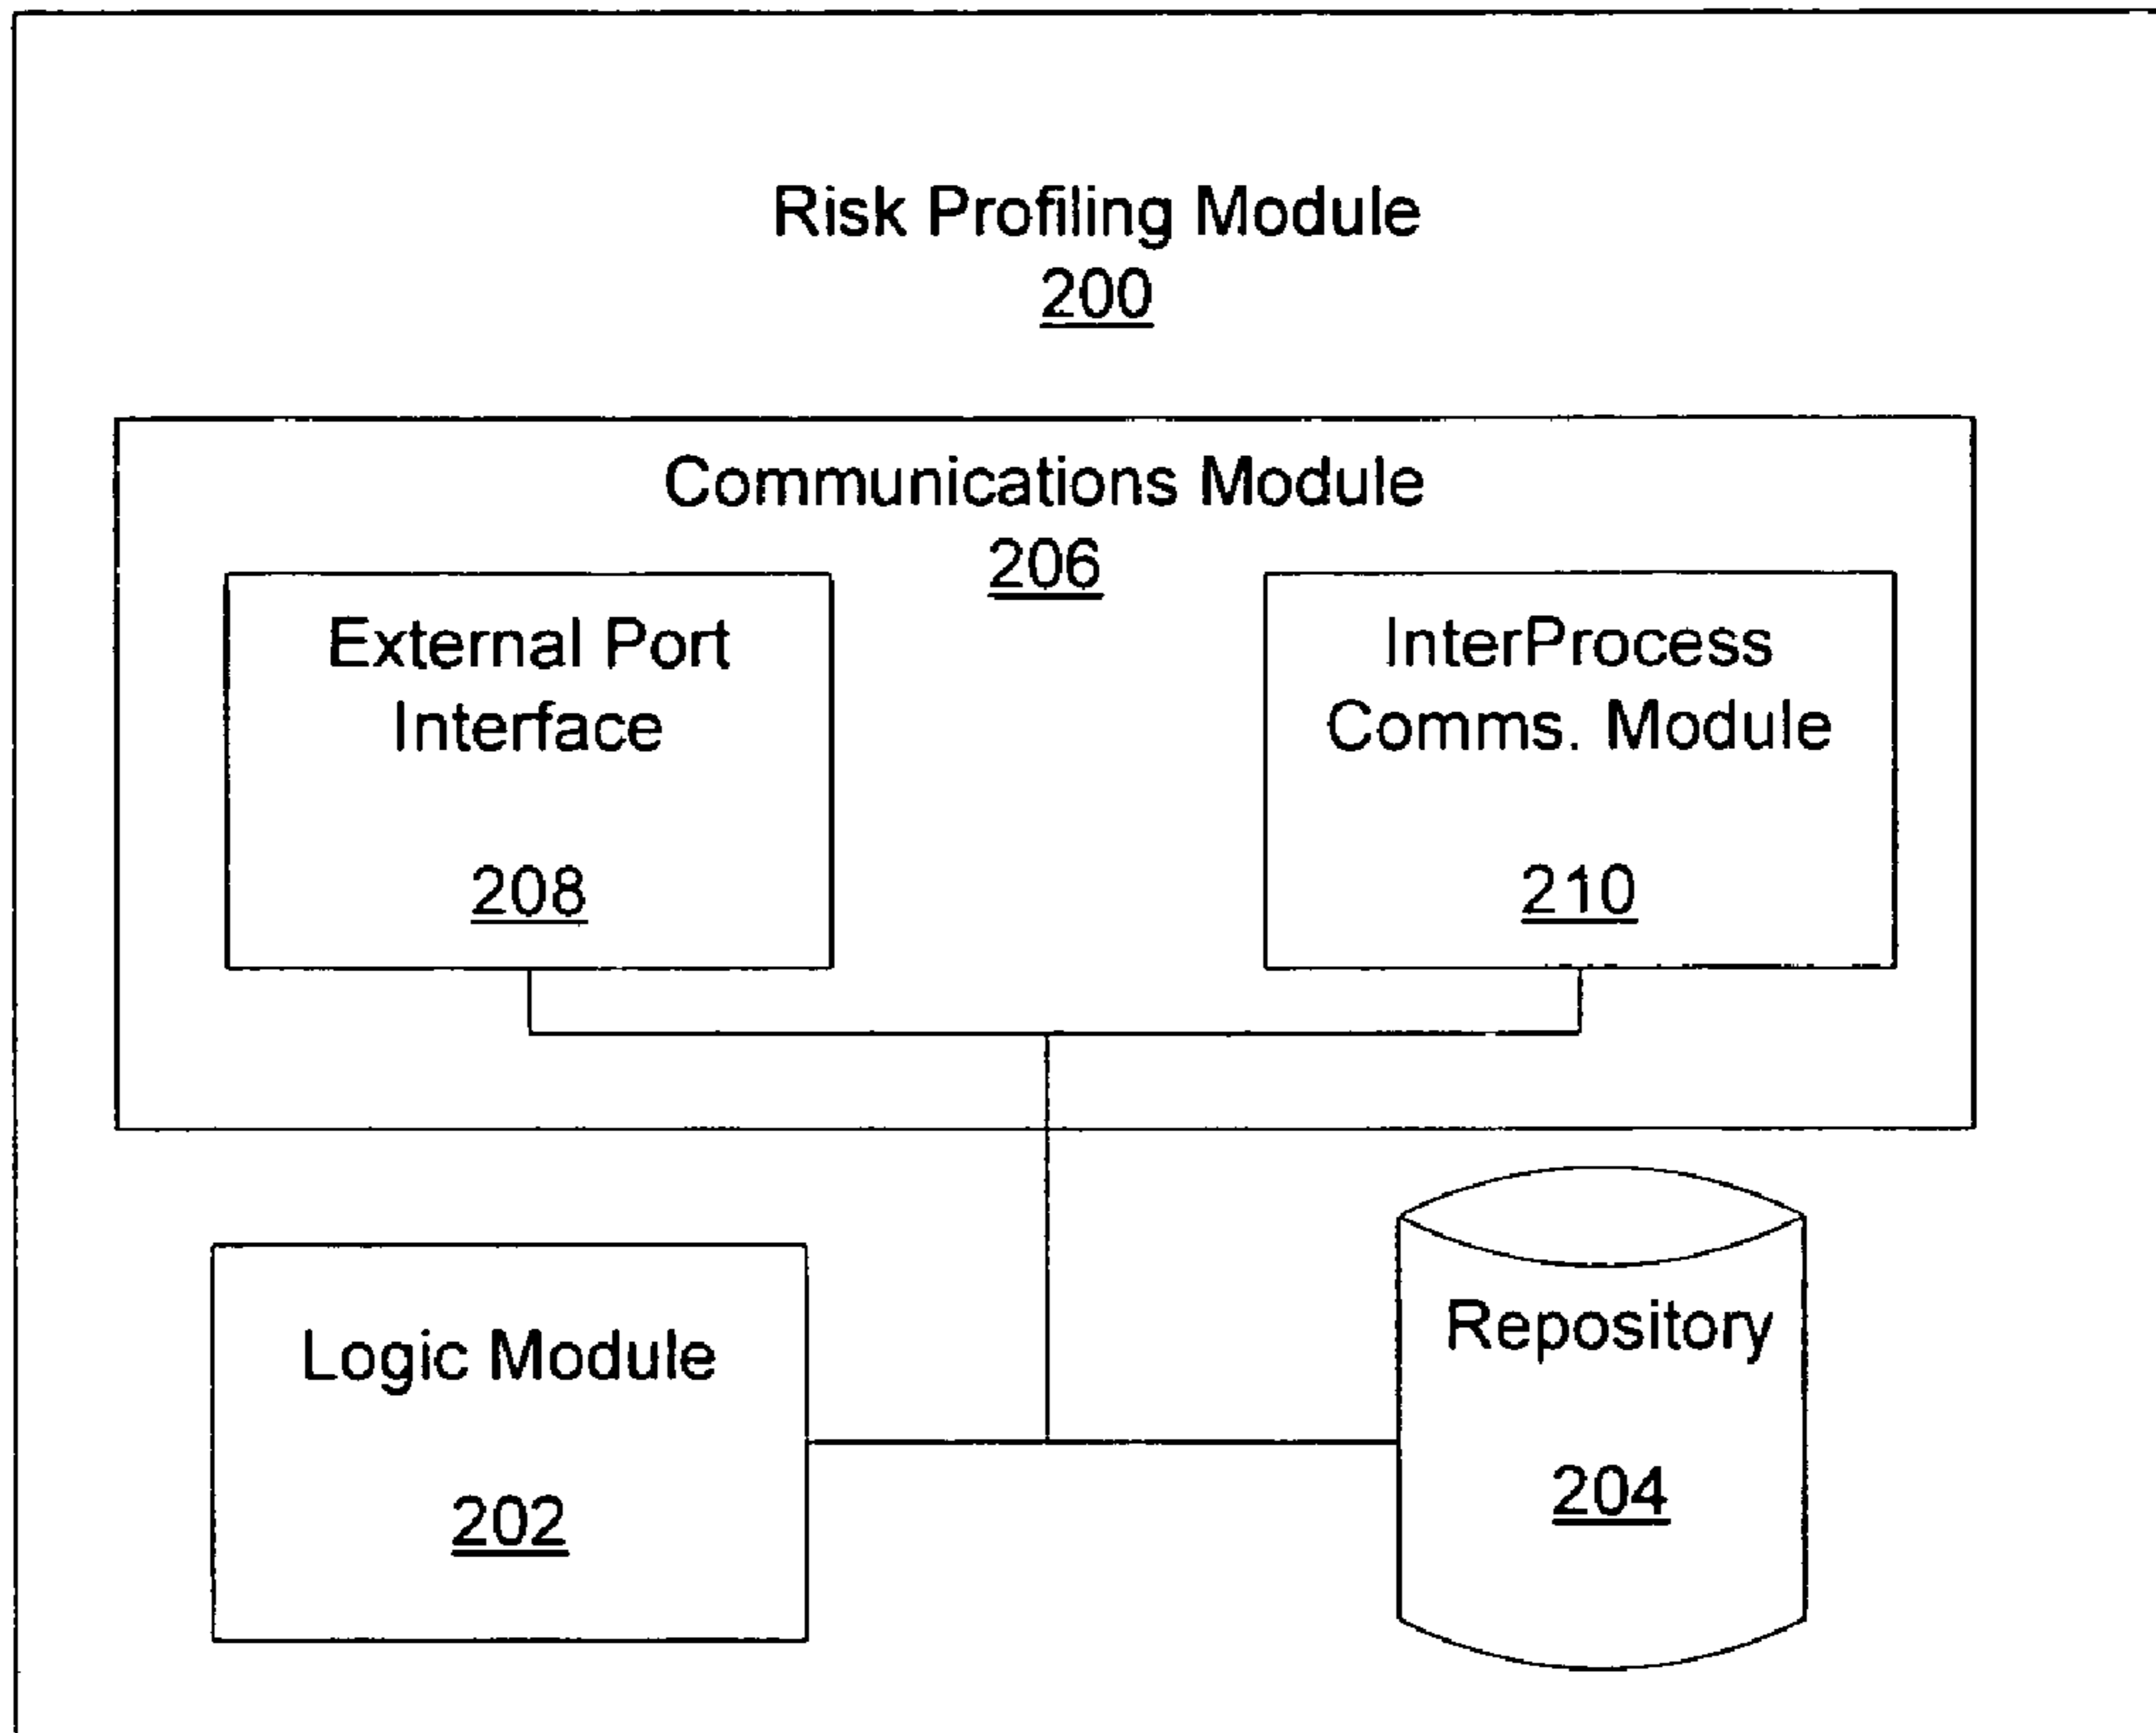 Risk Profiling Module
200
Communications Module
206
External Port
Interface
208
InterProcess
Comms. Module
210
Logic Module
202
Repository
204